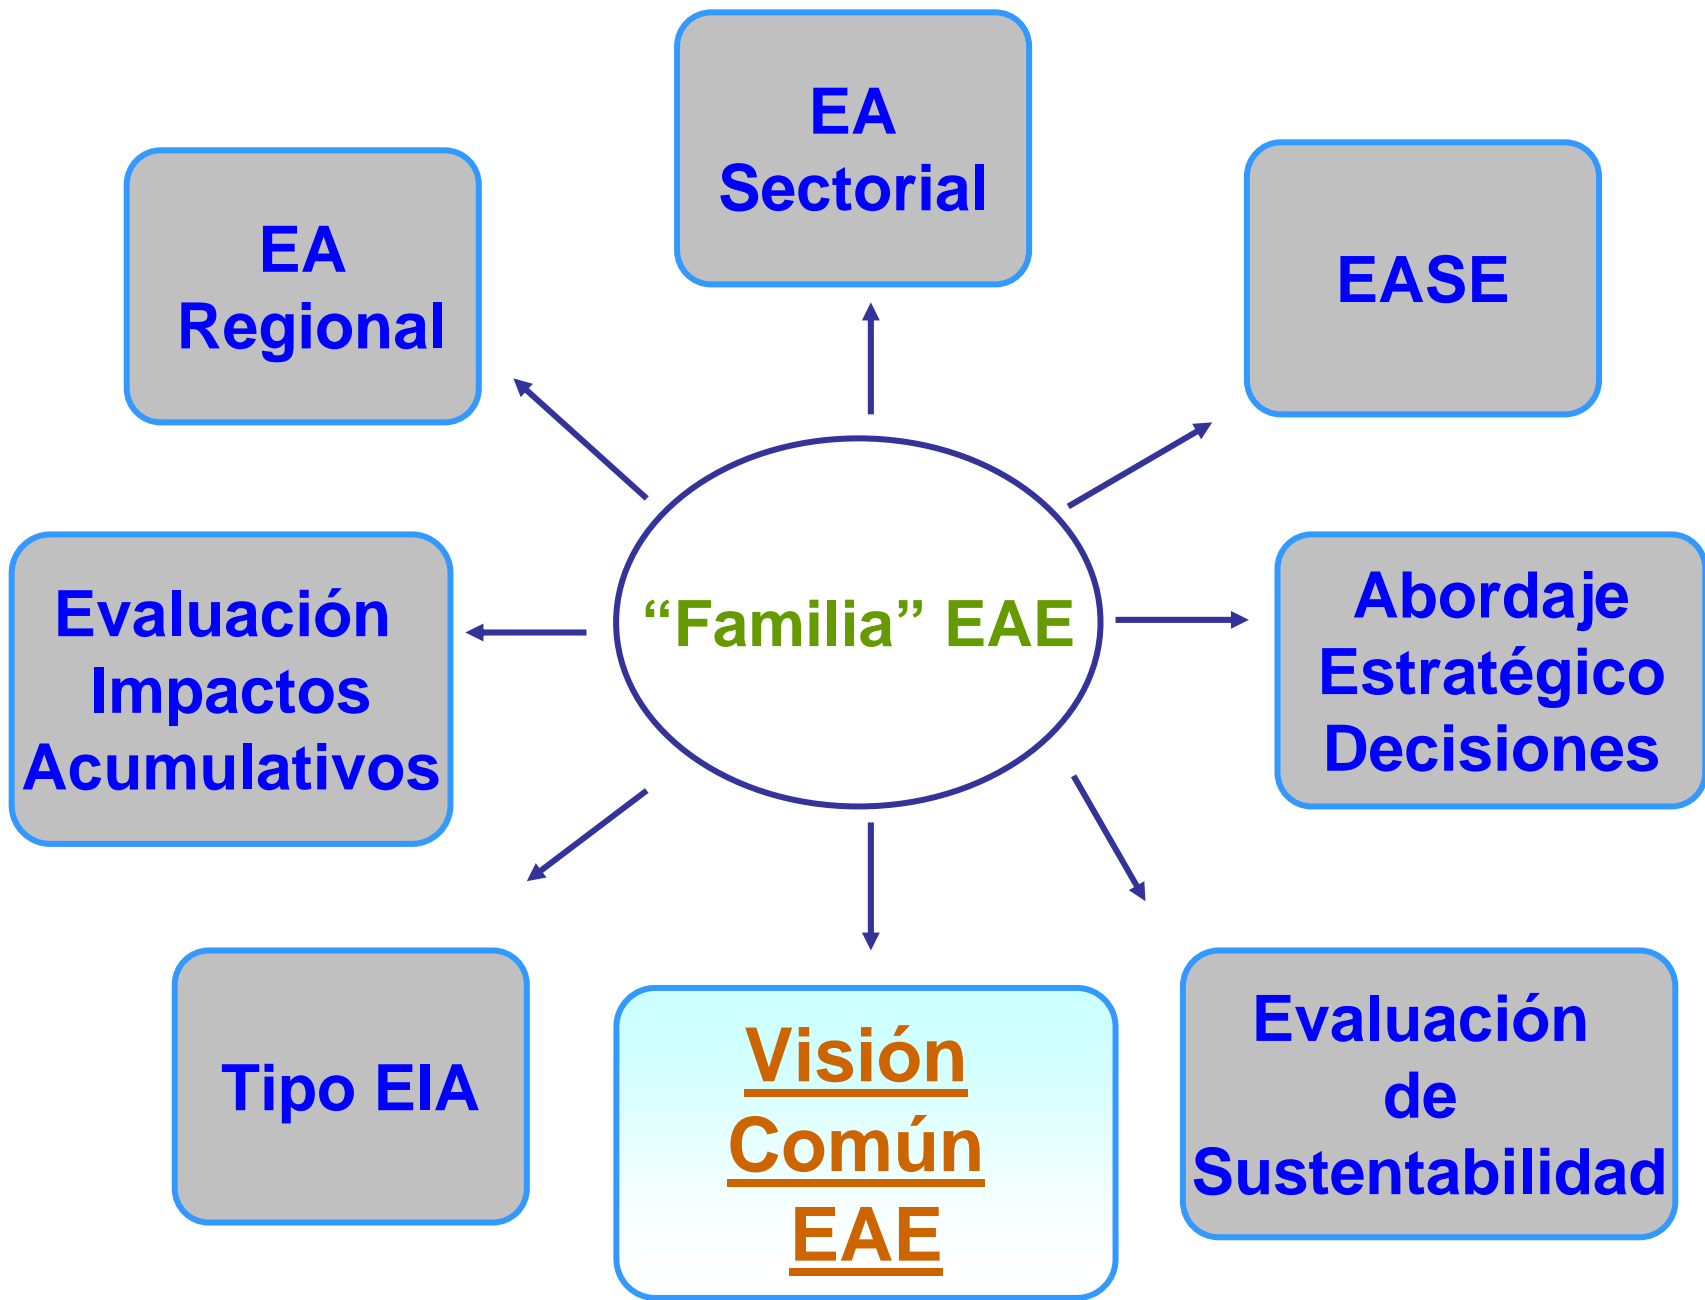 EA
Sectorial
EA
Regional
EASE
“Familia” EAE
Evaluación
Impactos
Acumulativos
Abordaje
Estratégico
Decisiones
Tipo EIA
Visión
Común
EAE
Evaluación
de
Sustentabilidad